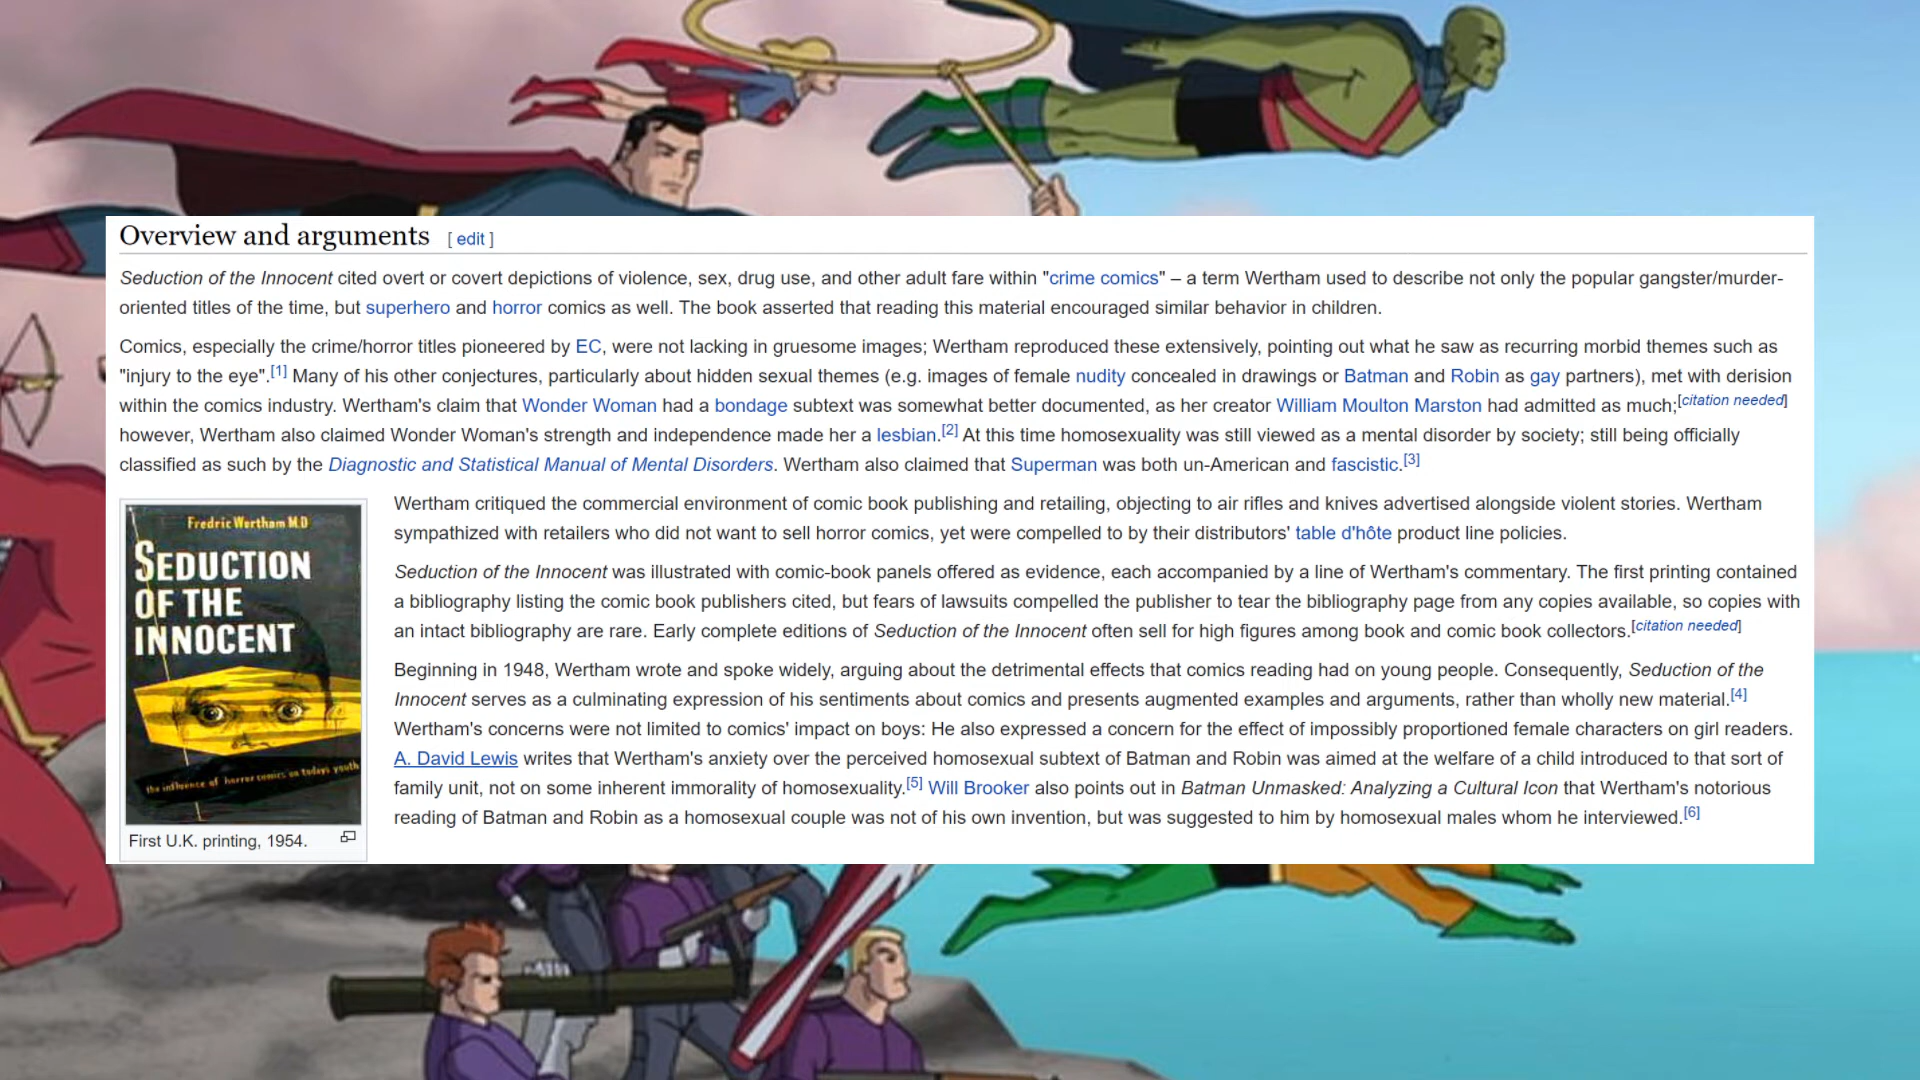 Overview and arguments [ edit ]
Seduction of the Innocent cited overt or covert depictions of violence, sex, drug use, and other adult fare within "crime comics" – a term Wertham used to describe not only the popular gangster/murder-
oriented titles of the time, but superhero and horror comics as well. The book asserted that reading this material encouraged similar behavior in children.
Comics, especially the crime/horror titles pioneered by EC, were not lacking in gruesome images; Wertham reproduced these extensively, pointing out what he saw as recurring morbid themes such as
"injury to the eye".[1] Many of his other conjectures, particularly about hidden sexual themes (e.g. images of female nudity concealed in drawings or Batman and Robin as gay partners), met with derision
within the comics industry. Wertham's claim that Wonder Woman had a bondage subtext was somewhat better documented, as her creator William Moulton Marston had admitted as much;[citation needed]
however, Wertham also claimed Wonder Woman's strength and independence made her a lesbian.[2] At this time homosexuality was still viewed as a mental disorder by society; still being officially
classified as such by the Diagnostic and Statistical Manual of Mental Disorders. Wertham also claimed that Superman was both un-American and fascistic.[3]
Fredric Wertham M.D
SEDUCTION
OF THE
INNOCENT
the influence of horror comics on todays youth
First U.K. printing, 1954.
Wertham critiqued the commercial environment of comic book publishing and retailing, objecting to air rifles and knives advertised alongside violent stories. Wertham
sympathized with retailers who did not want to sell horror comics, yet were compelled to by their distributors' table d'hôte product line policies.
Seduction of the Innocent was illustrated with comic-book panels offered as evidence, each accompanied by a line of Wertham's commentary. The first printing contained
a bibliography listing the comic book publishers cited, but fears of lawsuits compelled the publisher to tear the bibliography page from any copies available, so copies with
an intact bibliography are rare. Early complete editions of Seduction of the Innocent often sell for high figures among book and comic book collectors.[citation needed]
Beginning in 1948, Wertham wrote and spoke widely, arguing about the detrimental effects that comics reading had on young people. Consequently, Seduction of the
Innocent serves as a culminating expression of his sentiments about comics and presents augmented examples and arguments, rather than wholly new material.[4]
Wertham's concerns were not limited to comics' impact on boys: He also expressed a concern for the effect of impossibly proportioned female characters on girl readers.
A. David Lewis writes that Wertham's anxiety over the perceived homosexual subtext of Batman and Robin was aimed at the welfare of a child introduced to that sort of
family unit, not on some inherent immorality of homosexuality.[5] Will Brooker also points out in Batman Unmasked: Analyzing a Cultural Icon that Wertham's notorious
reading of Batman and Robin as a homosexual couple was not of his own invention, but was suggested to him by homosexual males whom he interviewed.[6]